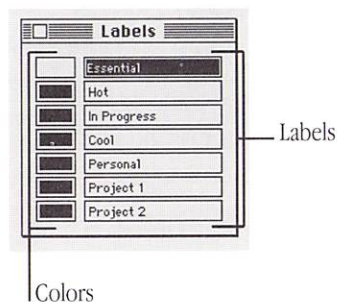 Labels
Essential
Hot
In Progress
Cool
Personal
Project 1
Project 2
Labels
Colors